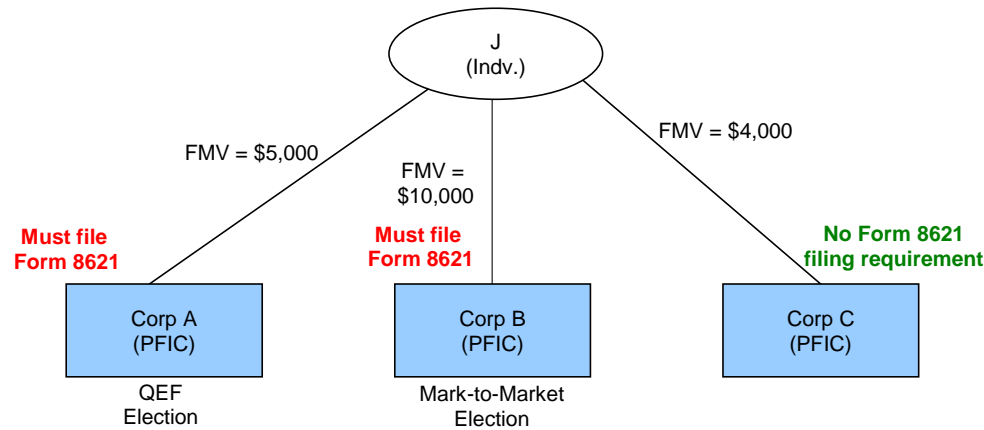 J
(Indv.)
FMV = $5,000
FMV =
$10,000
FMV = $4,000
Must file
Form 8621
Must file
Form 8621
No Form 8621
filing requirement
Corp A
(PFIC)
Corp B
(PFIC)
Corp C
(PFIC)
QEF
Election
Mark-to-Market
Election